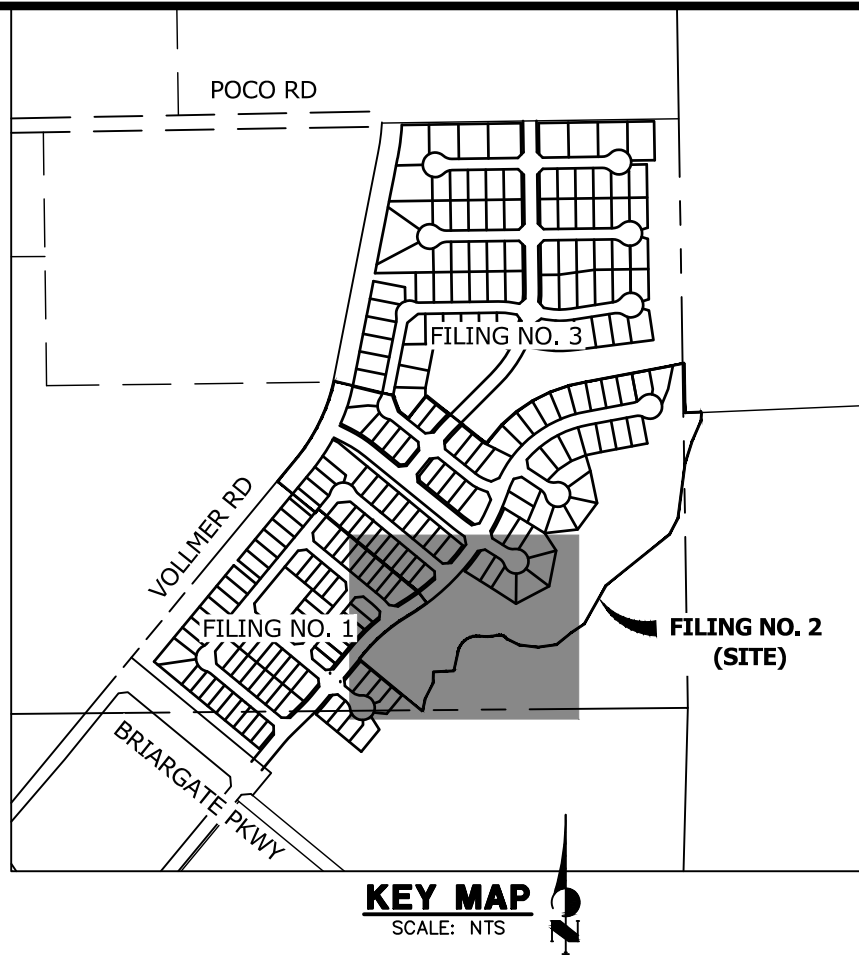 POCO RD
FILING NO. 3
VOLLMER RD
FILING NO. 1
FILING NO. 2
(SITE)
BRIARGATE PKWY
KEY MAP
SCALE: NTS
N